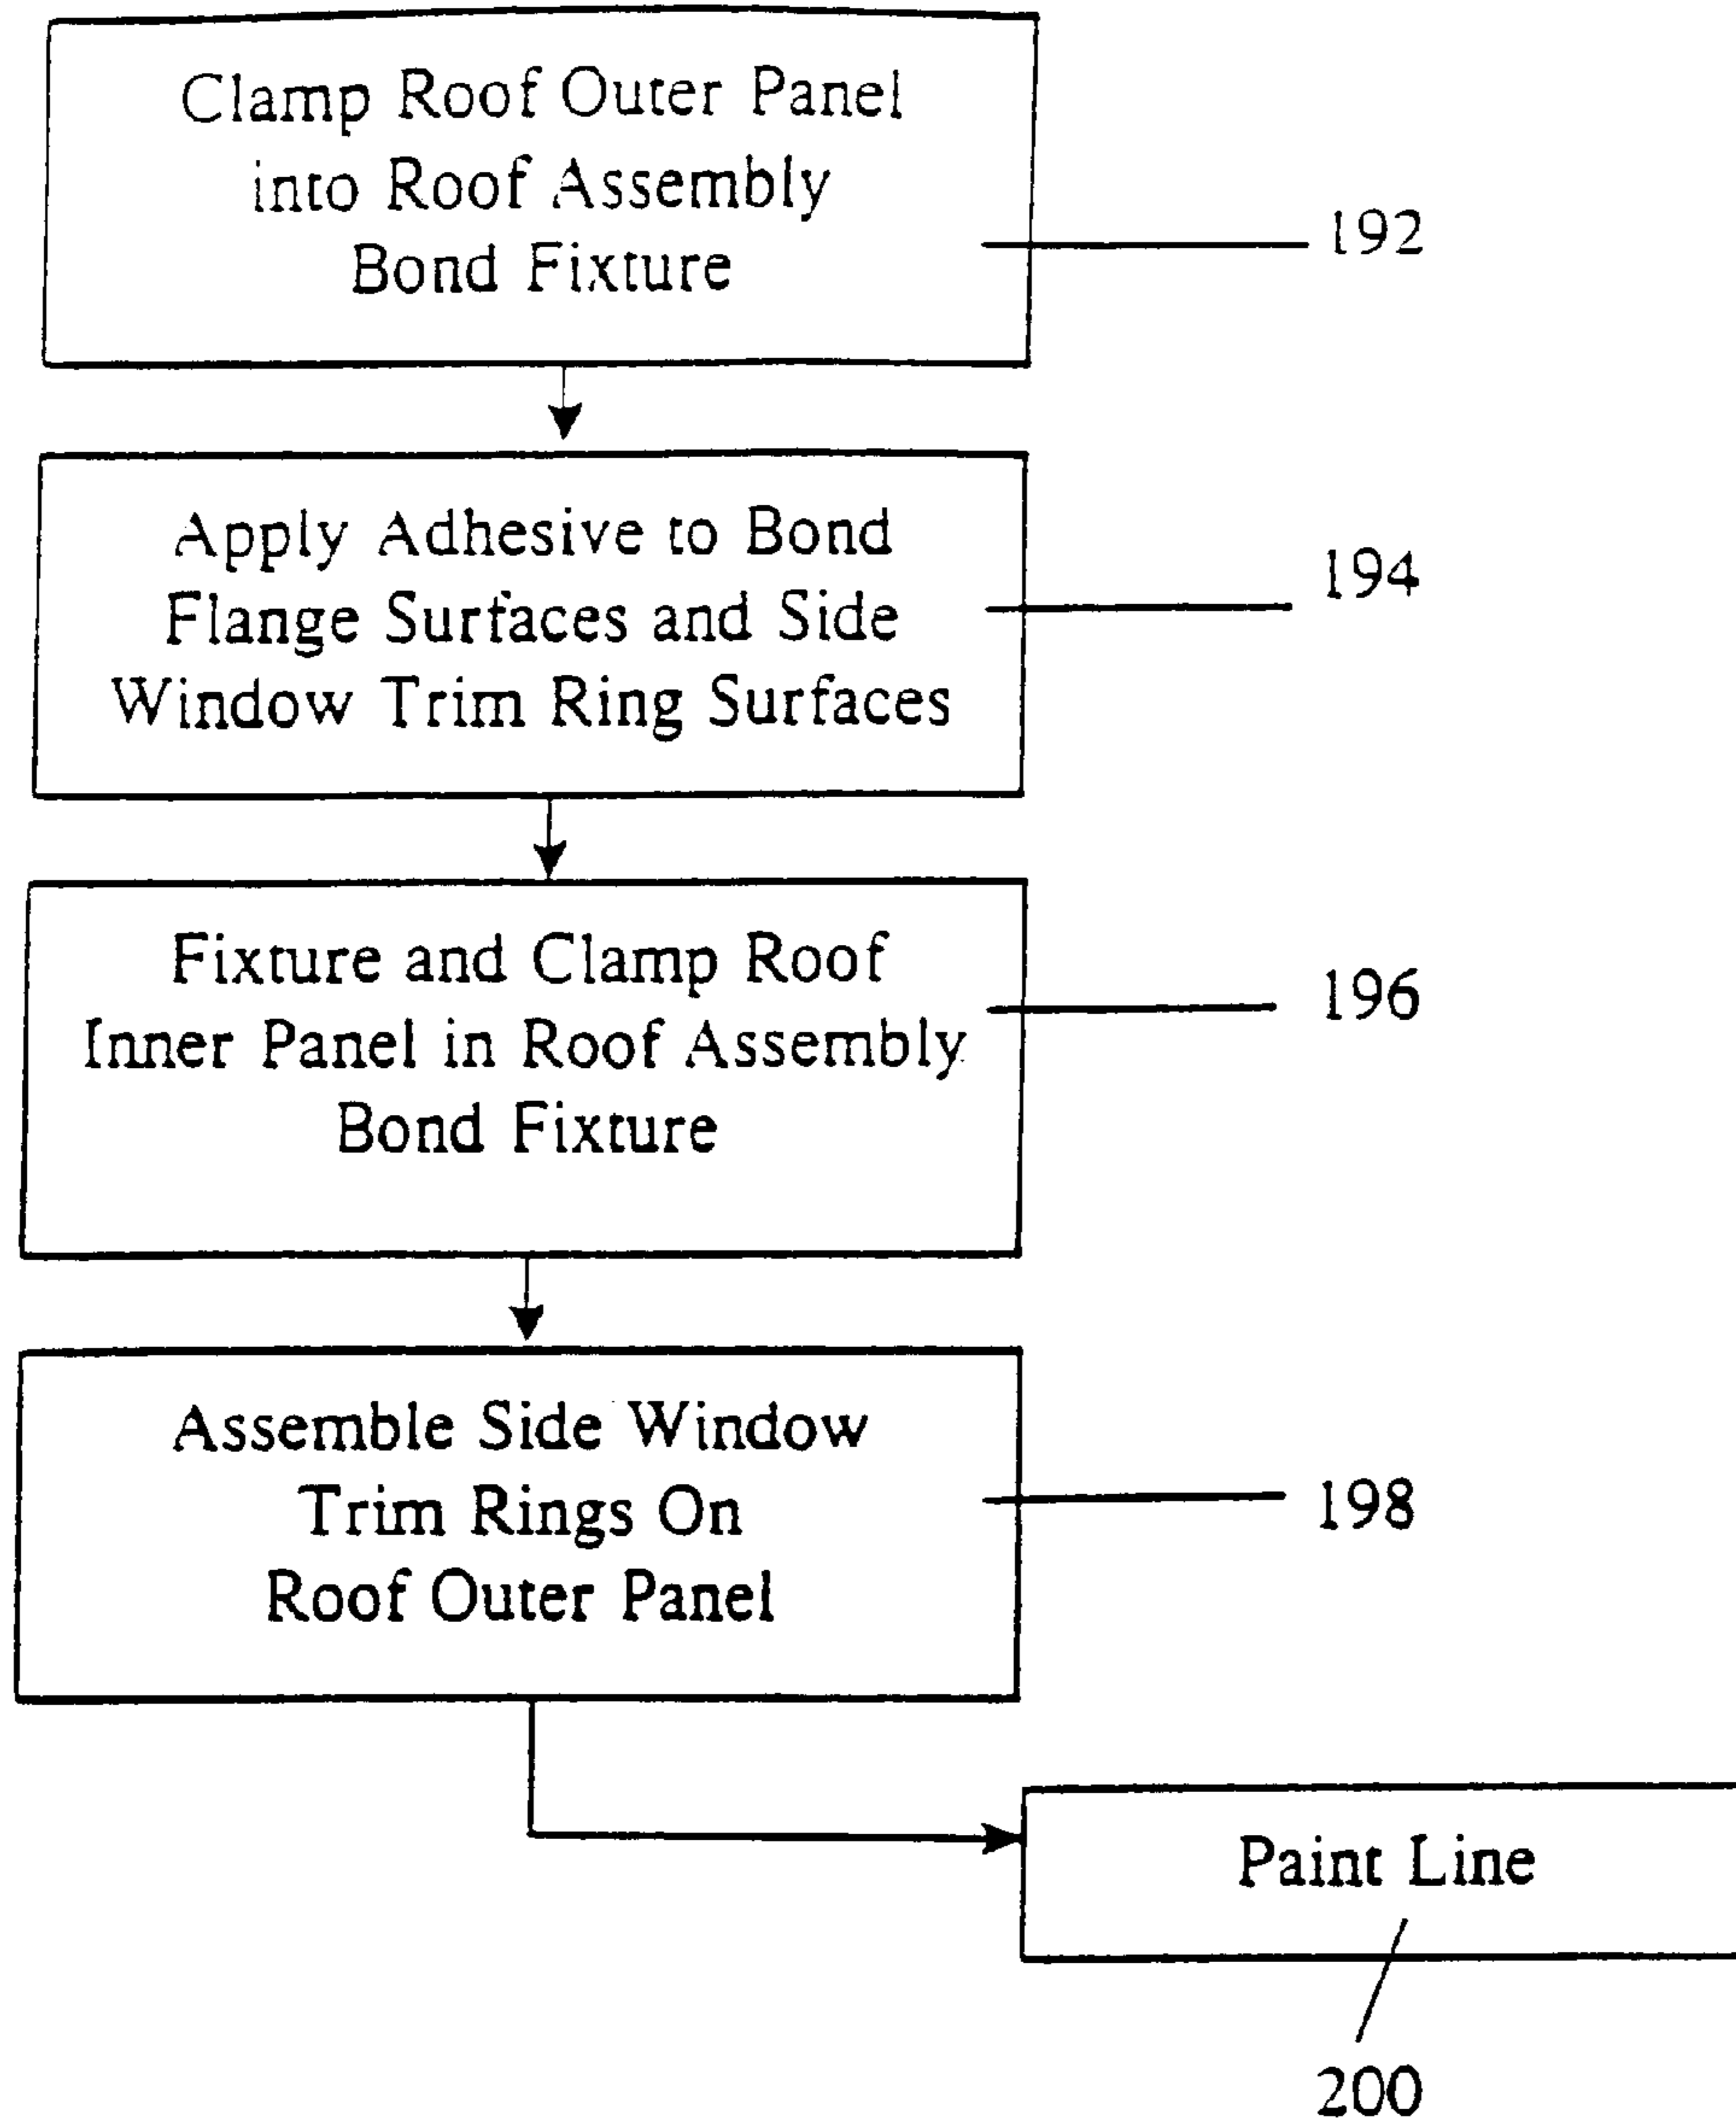 Clamp Roof Outer Panel
into Roof Assembly
Bond Fixture
192
Apply Adhesive to Bond
Flange Surfaces and Side
Window Trim Ring Surfaces
194
Fixture and Clamp Roof
Inner Panel in Roof Assembly
Bond Fixture
196
Assemble Side Window
Trim Rings On
Roof Outer Panel
198
Paint Line
200